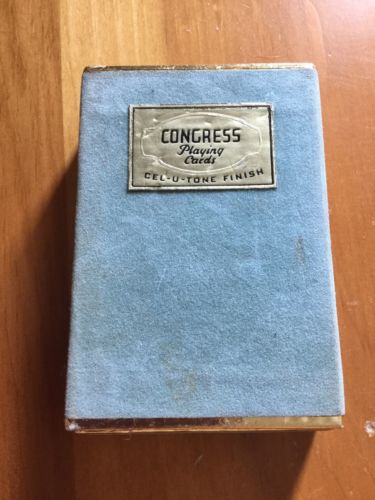 CONGRESS
Playing
Cards
CEL-U-TONE FINISH